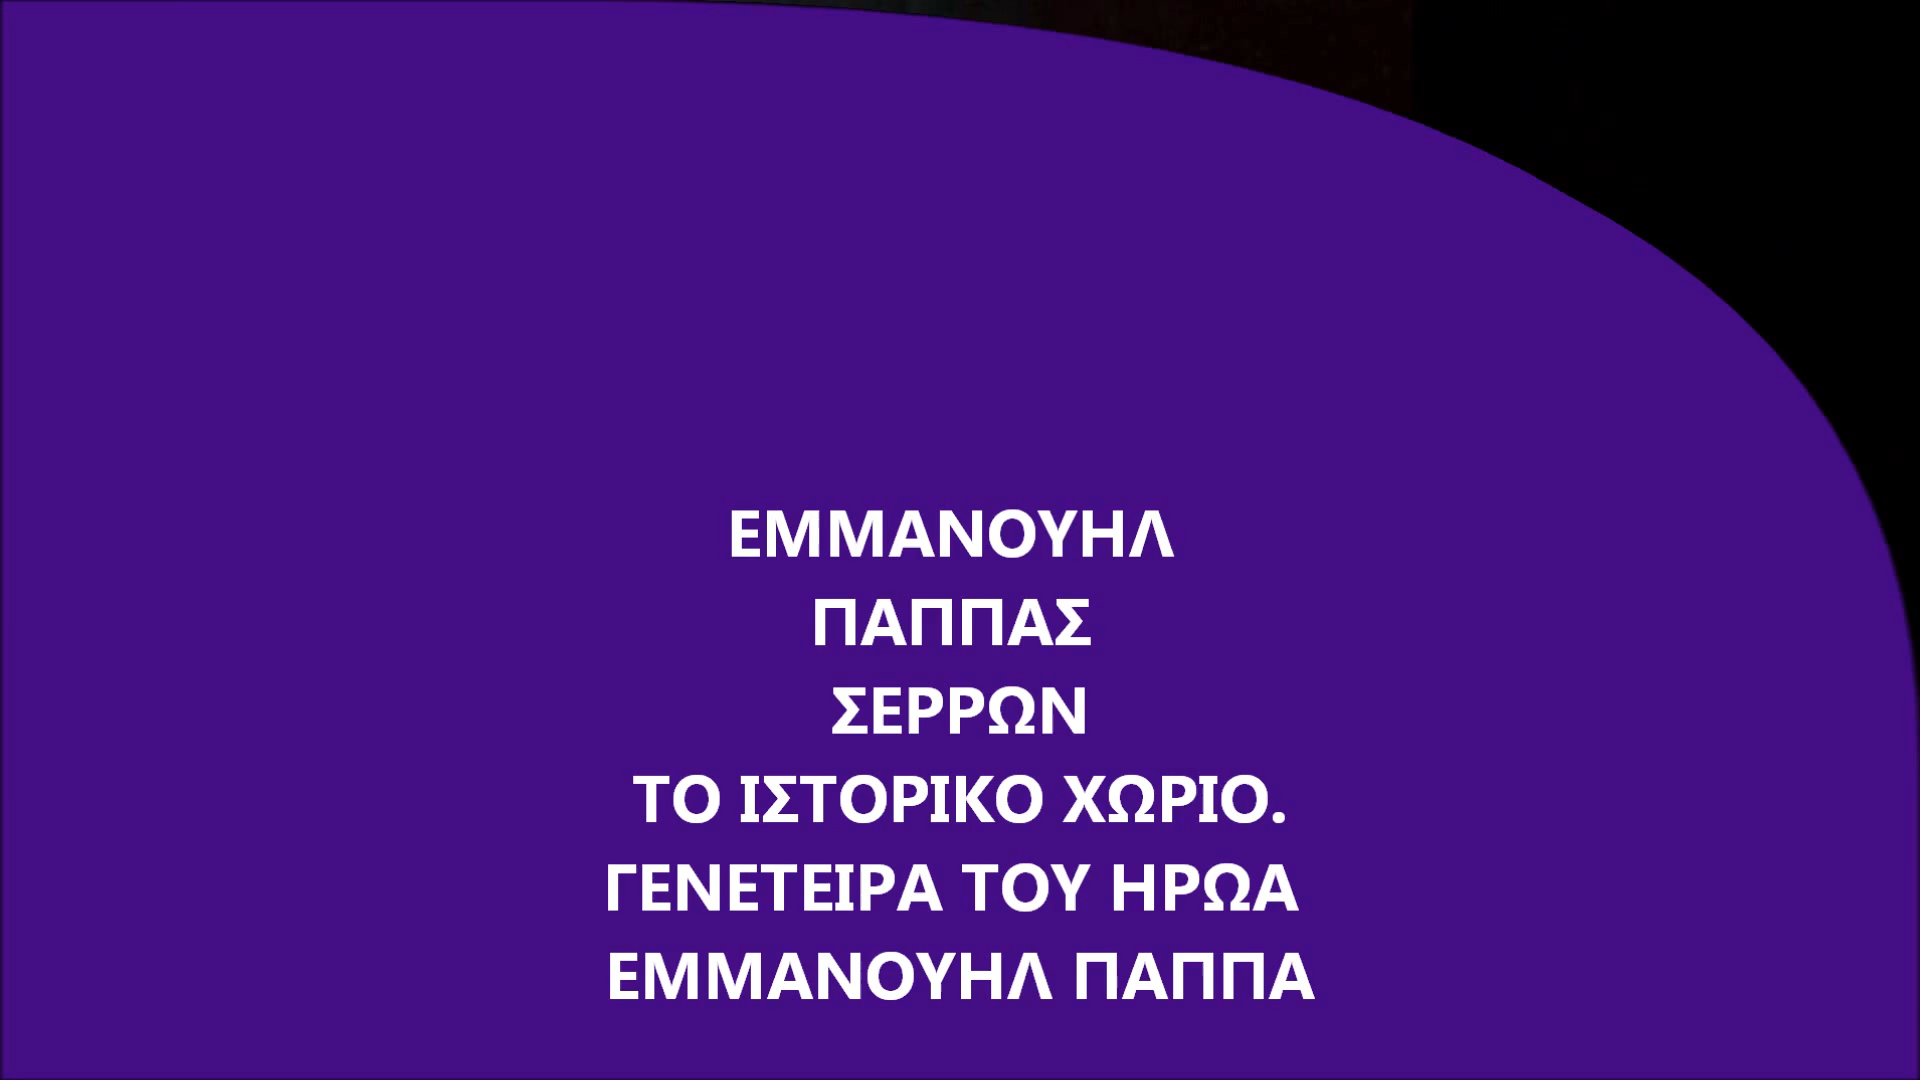 ΕΜΜΑΝΟΥΗΛ
ΠΑΠΠΑΣ
ΣΕΡΡΩΝ
ΤΟ ΙΣΤΟΡΙΚΟ ΧΩΡΙΟ.
ΓΕΝΕΤΕΙΡΑ ΤΟΥ ΗΡΩΑ
ΕΜΜΑΝΟΥΗΛ ΠΑΠΠΑ